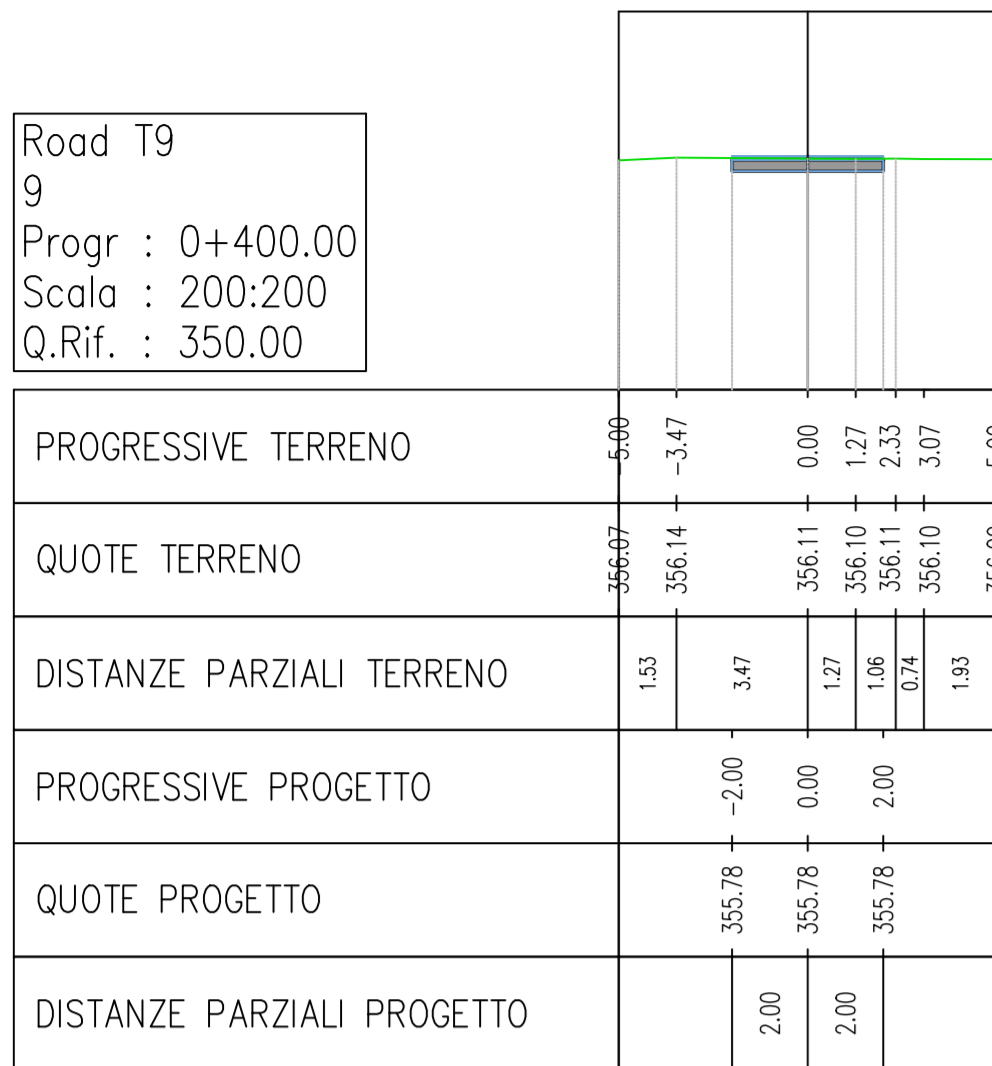 Road T9
9
Progr : 0+400.00
Scala : 200:200
Q.Rif. : 350.00
PROGRESSIVE TERRENO -5.00 -3.47 0.00 1.27 2.33 3.07
QUOTE TERRENO 356.07 356.14 356.11 356.10 356.11 356.10
DISTANZE PARZIALI TERRENO 1.53 3.47 1.27 1.06 0.74 1.93
PROGRESSIVE PROGETTO -2.00 0.00 2.00
QUOTE PROGETTO 355.78 355.78 355.78
DISTANZE PARZIALI PROGETTO 2.00 2.00